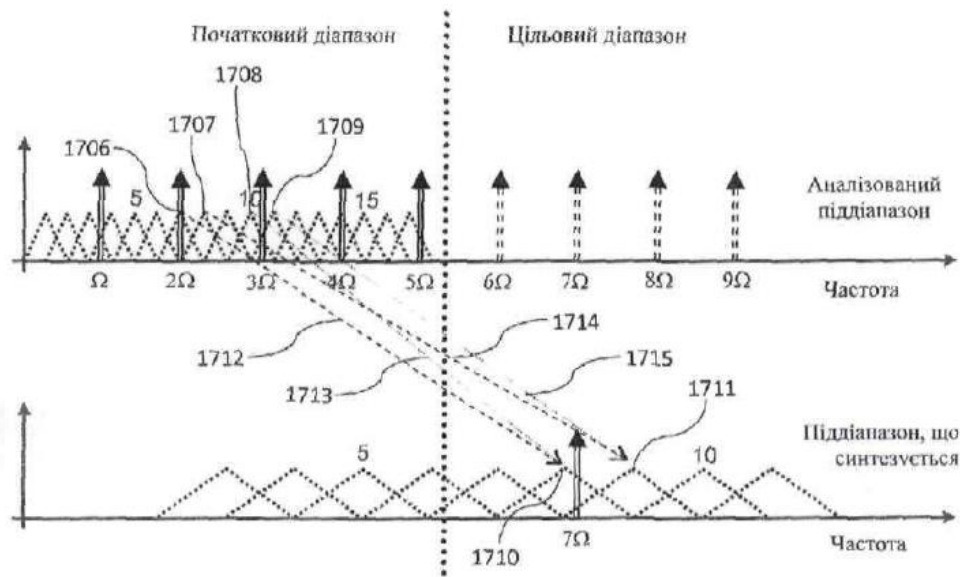 Початковий діапазон
Цільовий діапазон
1708
1707
1709
1706
5
10
15
Аналізований
піддіапазон
Ω
2Ω
3Ω
4Ω
5Ω
6Ω
7Ω
8Ω
9Ω
Частота
1712
1713
1714
1715
1711
5
10
Піддіапазон, що
синтезується
1710
7Ω
Частота